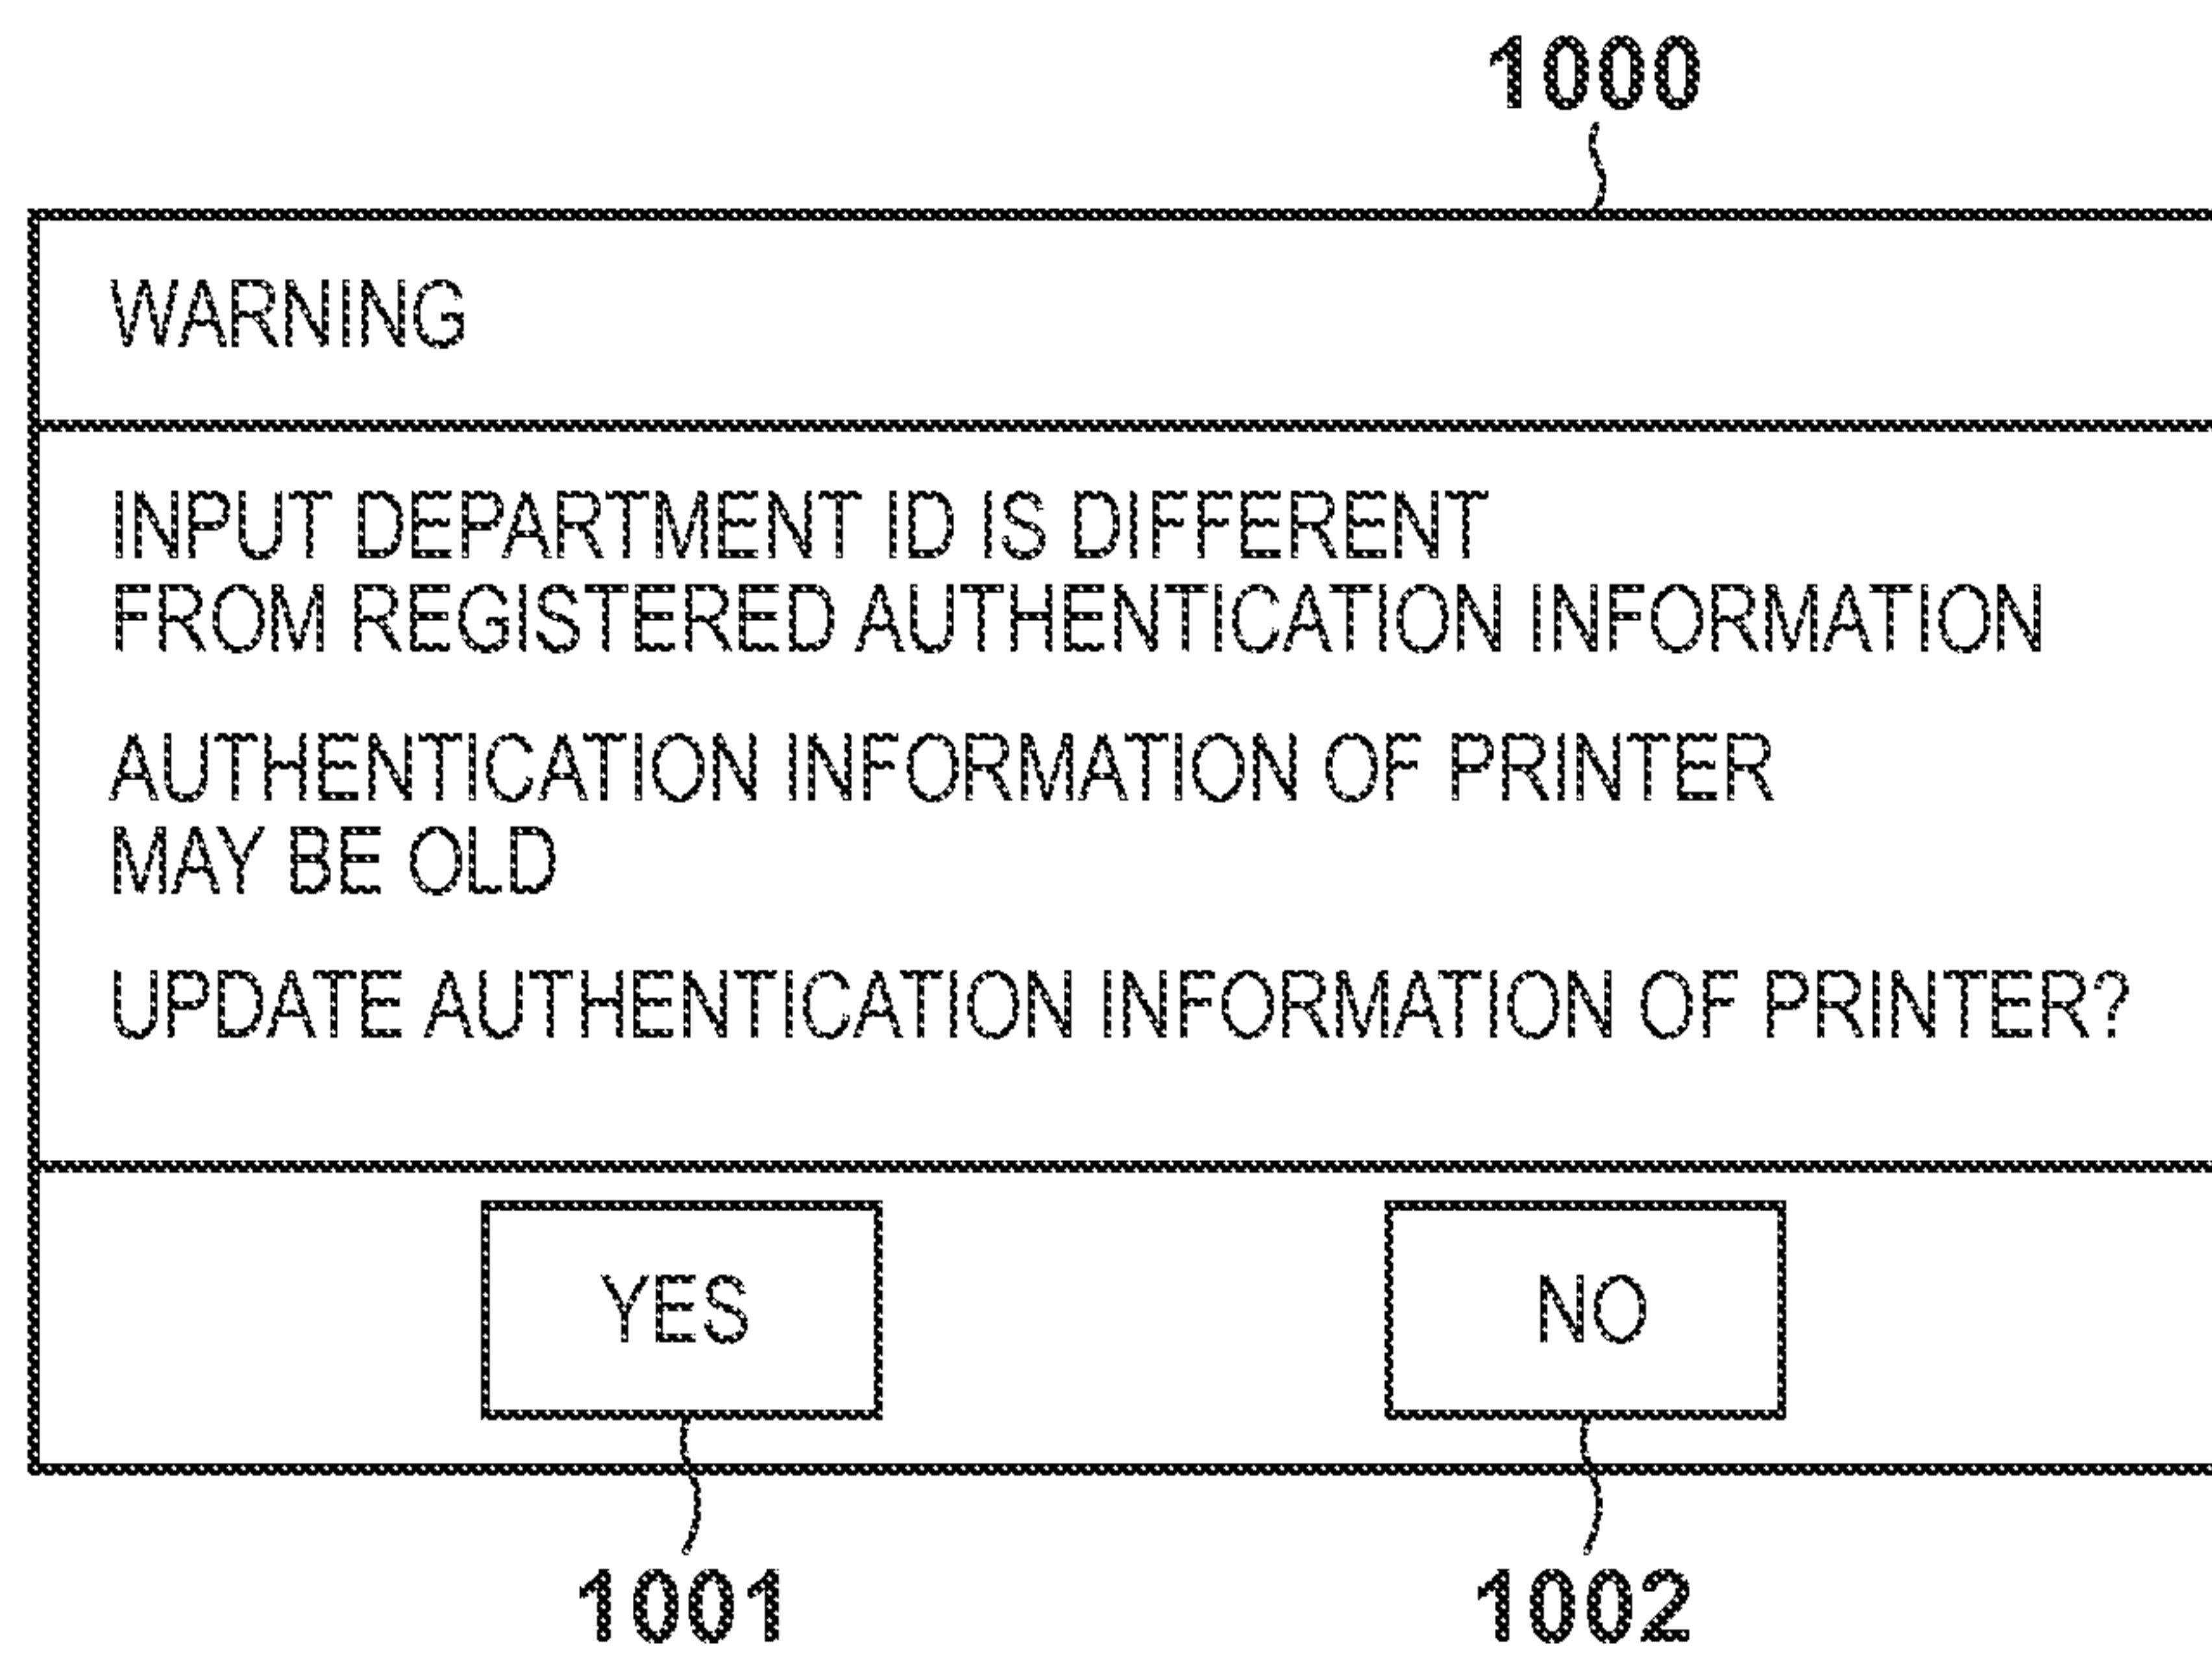 1000
WARNING
INPUT DEPARTMENT ID IS DIFFERENT
FROM REGISTERED AUTHENTICATION INFORMATION
AUTHENTICATION INFORMATION OF PRINTER
MAY BE OLD
UPDATE AUTHENTICATION INFORMATION OF PRINTER?
YES NO
1001 1002